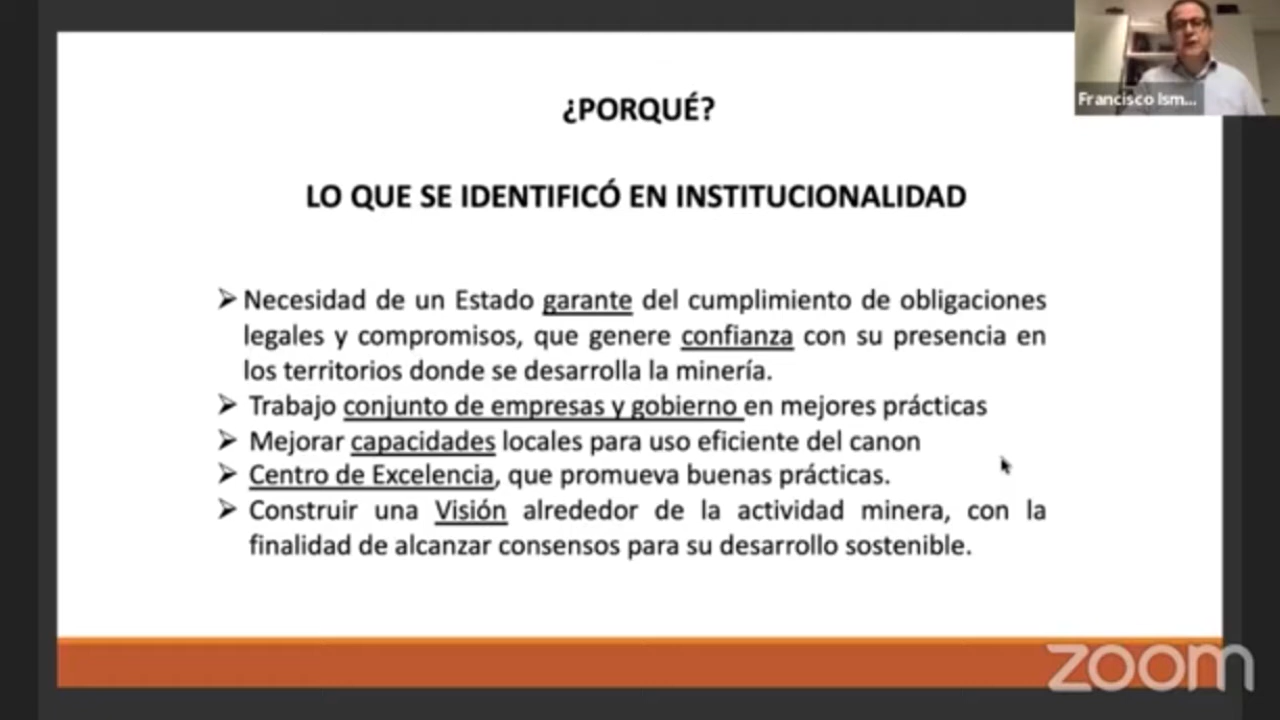 ¿PORQUÉ?
LO QUE SE IDENTIFICÓ EN INSTITUCIONALIDAD
➢ Necesidad de un Estado garante del cumplimiento de obligaciones
legales y compromisos, que genere confianza con su presencia en
los territorios donde se desarrolla la minería.
➢ Trabajo conjunto de empresas y gobierno en mejores prácticas
➢ Mejorar capacidades locales para uso eficiente del canon
➢ Centro de Excelencia, que promueva buenas prácticas.
➢ Construir una Visión alrededor de la actividad minera, con la
finalidad de alcanzar consensos para su desarrollo sostenible.
Francisco Ism...
zoom